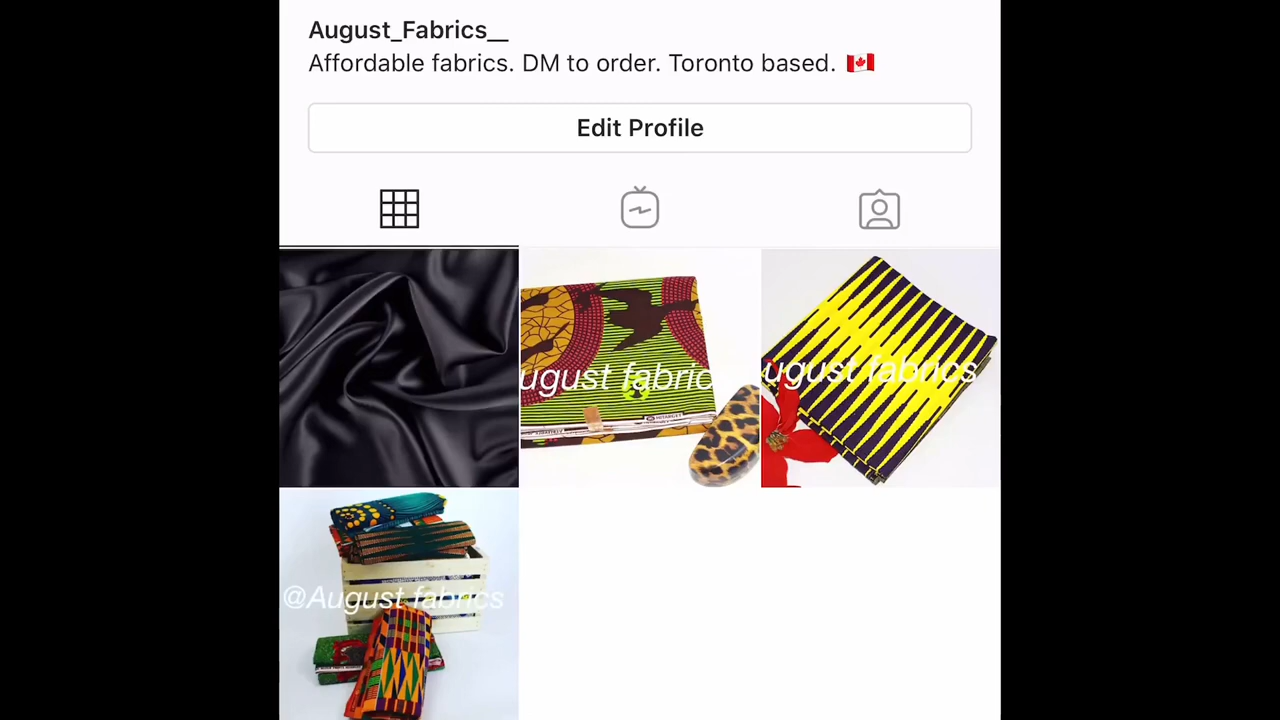 August_Fabrics__
Affordable fabrics. DM to order. Toronto based. 🇨🇦
Edit Profile
ugust fabric
ugust fabrics
@August fabrics